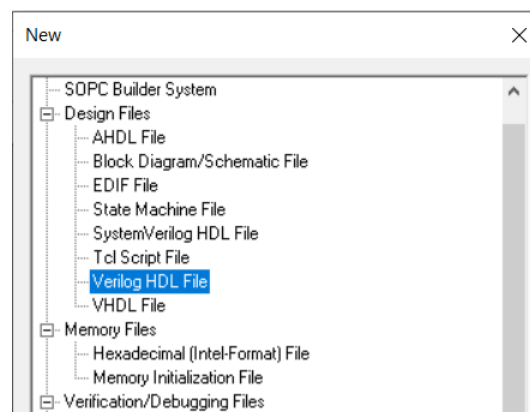 New
SOPC Builder System
Design Files
AHDL File
Block Diagram/Schematic File
EDIF File
State Machine File
SystemVerilog HDL File
Tcl Script File
Verilog HDL File
VHDL File
Memory Files
Hexadecimal (Intel-Format) File
Memory Initialization File
Verification/Debugging Files